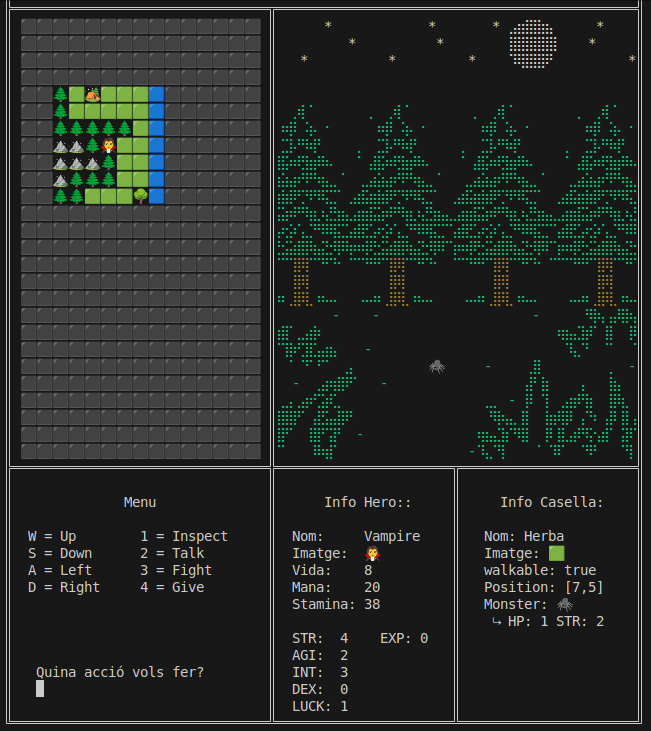 Menu
W = Up 1 = Inspect
S = Down 2 = Talk
A = Left 3 = Fight
D = Right 4 = Give
Quina acció vols fer?
Info Hero::
Nom: Vampire
Imatge: 🧛
Vida: 8
Mana: 20
Stamina: 38
STR: 4 EXP: 0
AGI: 2
INT: 3
DEX: 0
LUCK: 1
Info Casella:
Nom: Herba
Imatge: 🟩
walkable: true
Position: [7,5]
Monster: 🕷
↪ HP: 1 STR: 2